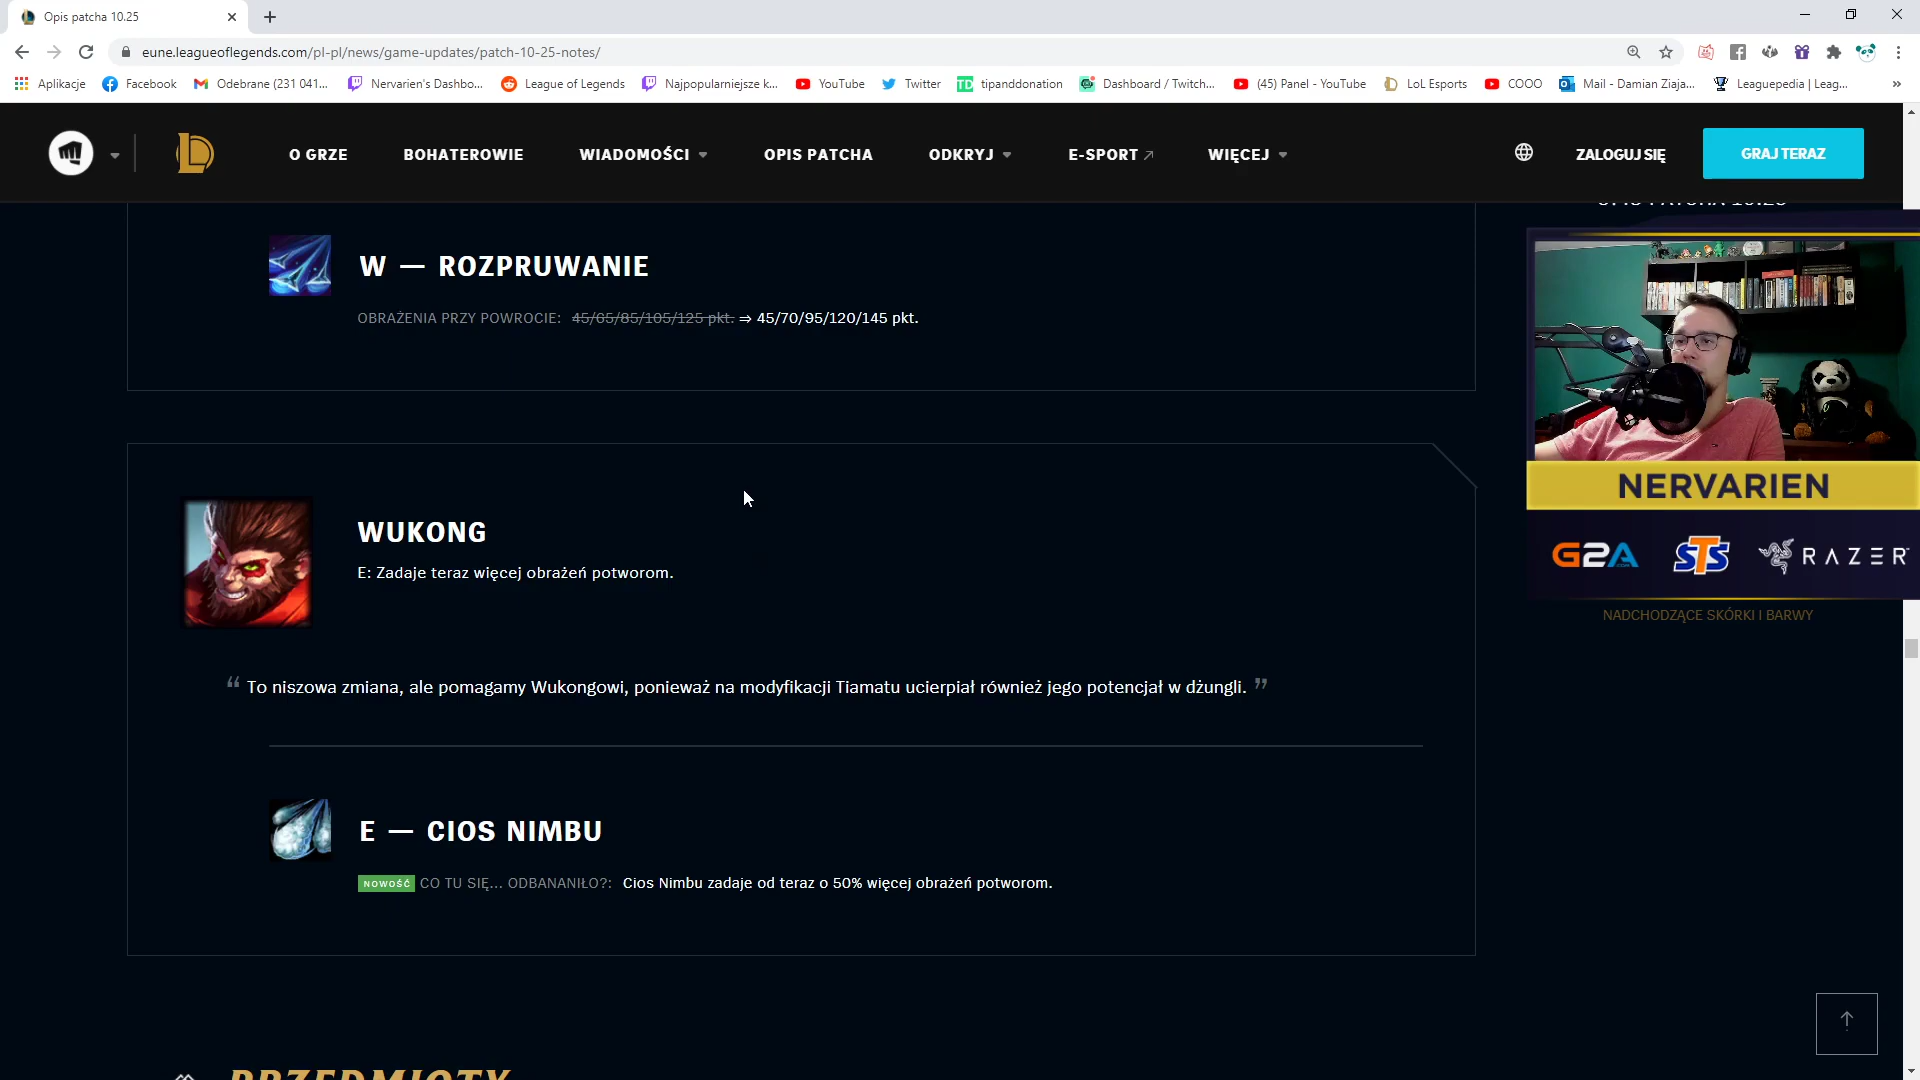 Opis patcha 10.25
eune.leagueoflegends.com/pl-pl/news/game-updates/patch-10-25-notes/
Aplikacje Facebook Odebrane (231 041... Nervarien's Dashbo... League of Legends Najpopularniejsze k... YouTube Twitter tipanddonation Dashboard / Twitch... (45) Panel - YouTube LoL Esports COOO Mail - Damian Ziaja... Leaguepedia | Leag...
O GRZE BOHATEROWIE WIADOMOŚCI OPIS PATCHA ODKRYJ E-SPORT WIĘCEJ ZALOGUJ SIĘ GRAJ TERAZ
W — ROZPRUWANIE
OBRAŻENIA PRZY POWROCIE: 45/65/85/105/125 pkt. ⇒ 45/70/95/120/145 pkt.
WUKONG
E: Zadaje teraz więcej obrażeń potworom.
“ To niszowa zmiana, ale pomagamy Wukongowi, ponieważ na modyfikacji Tiamatu ucierpiał również jego potencjał w dżungli. ”
E — CIOS NIMBU
NOWOŚĆ CO TU SIĘ... ODBANANIŁO?: Cios Nimbu zadaje od teraz o 50% więcej obrażeń potworom.
PRZEDMIOTY
NERVARIEN
G2A STS RAZER
NADCHODZĄCE SKÓRKI I BARWY